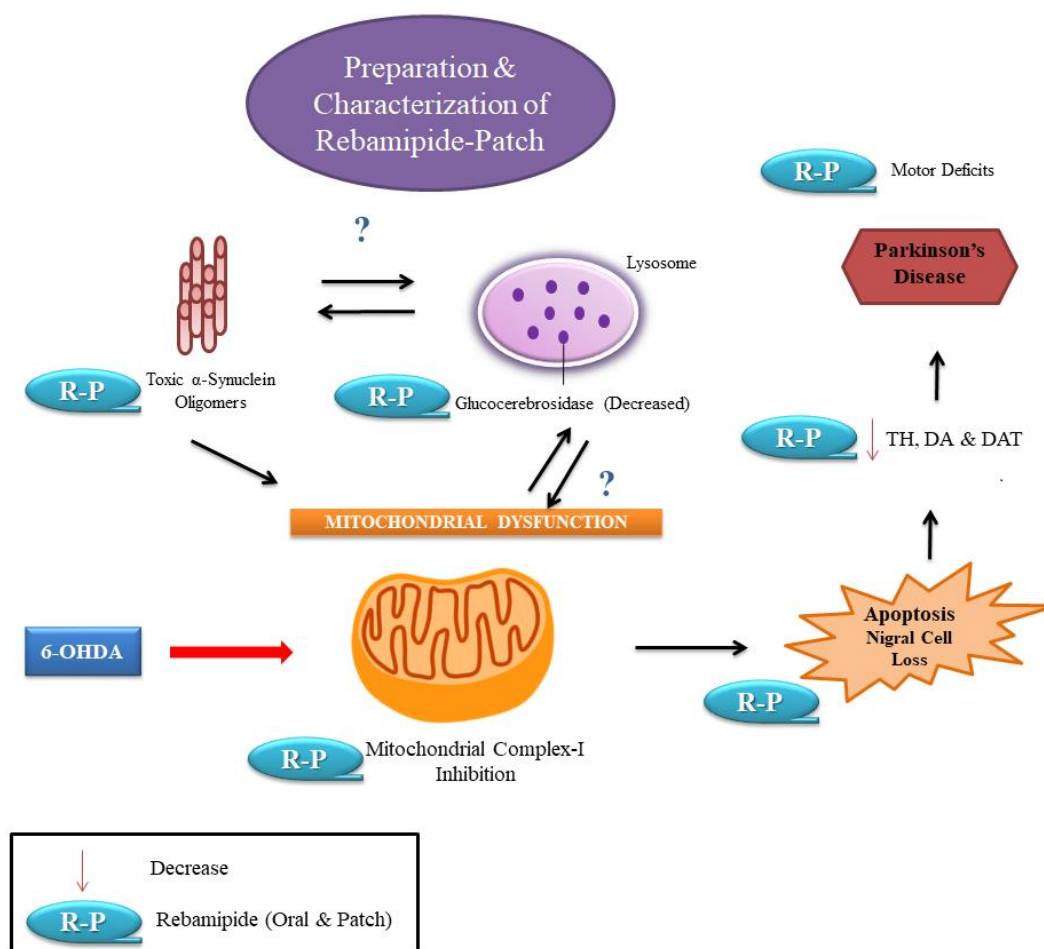 Preparation &
Characterization of
Rebamipide-Patch
R-P Motor Deficits
Parkinson's
Disease
?
Lysosome
R-P Toxic α-Synuclein
Oligomers
R-P Glucocerebrosidase (Decreased)
R-P TH, DA & DAT
.
?
MITOCHONDRIAL DYSFUNCTION
Apoptosis
Nigral Cell
Loss
6-OHDA
R-P
R-P Mitochondrial Complex-I
Inhibition
Decrease
R-P Rebamipide (Oral & Patch)